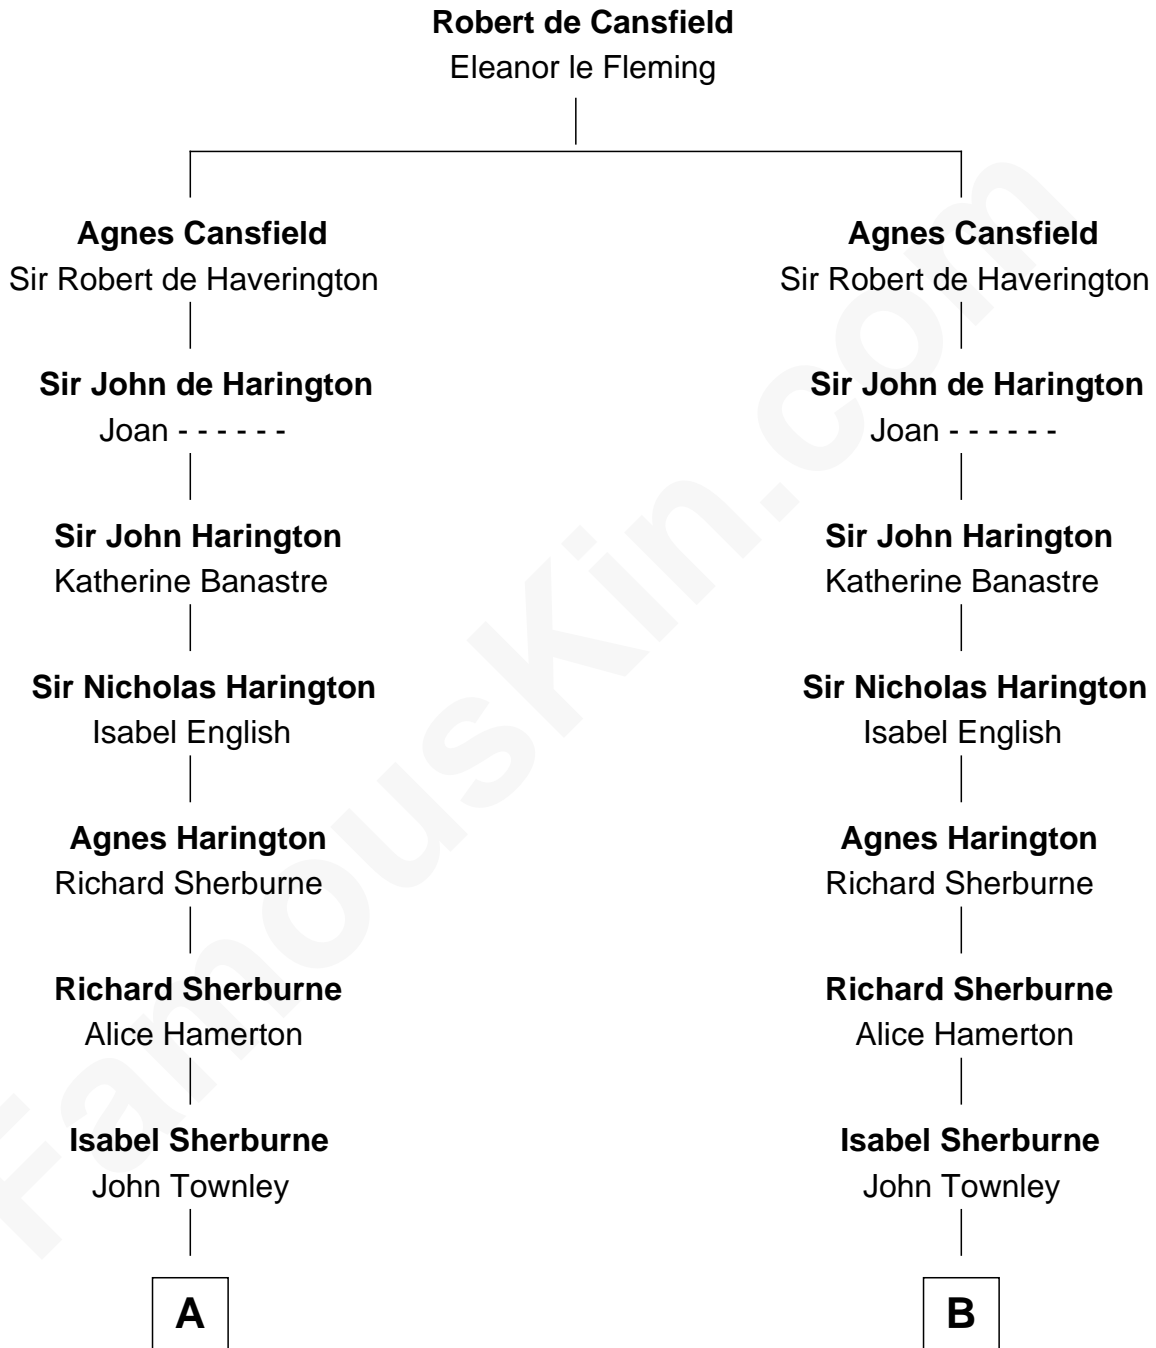 Robert de Cansfield
Eleanor le Fleming
Agnes Cansfield
Sir Robert de Haverington
Agnes Cansfield
Sir Robert de Haverington
Sir John de Harington
Joan - - - - - -
Sir John de Harington
Joan - - - - - -
Sir John Harington
Katherine Banastre
Sir John Harington
Katherine Banastre
Sir Nicholas Harington
Isabel English
Sir Nicholas Harington
Isabel English
Agnes Harington
Richard Sherburne
Agnes Harington
Richard Sherburne
Richard Sherburne
Alice Hamerton
Richard Sherburne
Alice Hamerton
Isabel Sherburne
John Townley
Isabel Sherburne
John Townley
A
B
FamousKin.com